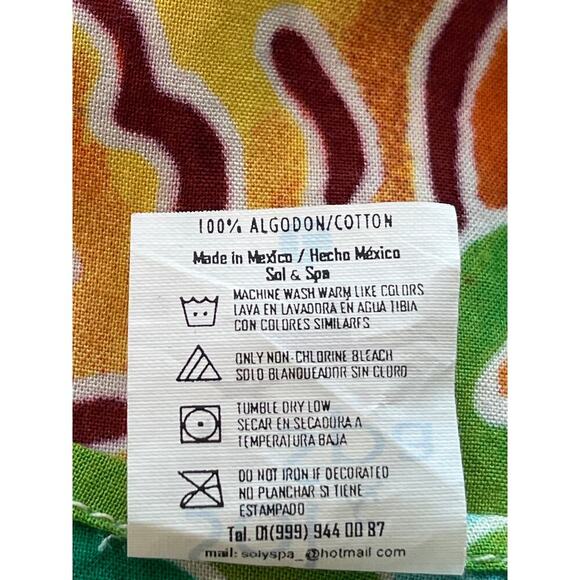 100% ALGODON/COTTON
Made in Mexico / Hecho México
Sol & Spa
MACHINE WASH WARM LIKE COLORS
LAVA EN LAVADORA EN AGUA TIBIA
CON COLORES SIMILARES
ONLY NON-CHLORINE BLEACH
SOLO BLANQUEADOR SIN CLORO
TUMBLE DRY LOW
SECAR EN SECADORA A
TEMPERATURA BAJA
DO NOT IRON IF DECORATED
NO PLANCHAR SI TIENE
ESTAMPADO
Tel. 01(999) 944 00 87
mail: solyspa_@hotmail.com